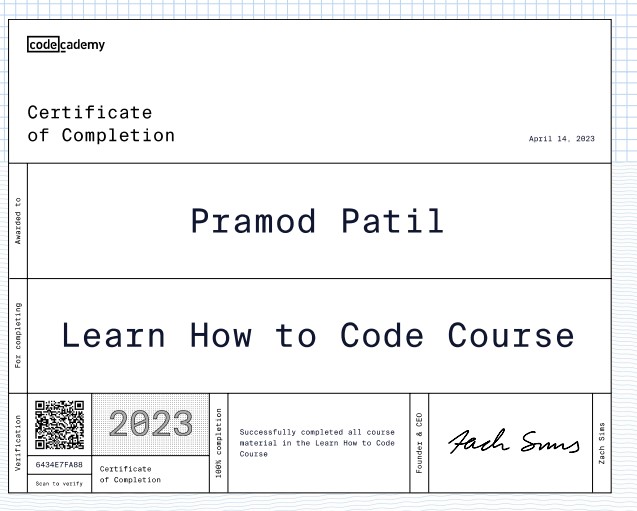 codecademy
Certificate
of Completion
April 14, 2023
Awarded to
Pramod Patil
For completing
Learn How to Code Course
Verification
6434E7FAB8
Scan to verify
2023
Certificate
of Completion
100% completion
Successfully completed all course
material in the Learn How to Code
Course
Founder & CEO
Zach Sims
Zach Sims